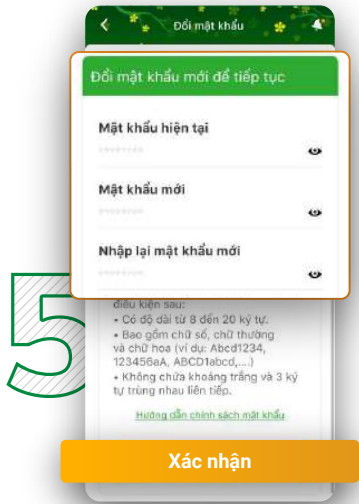 Đổi mật khẩu
Đổi mật khẩu mới để tiếp tục
Mật khẩu hiện tại
********
Mật khẩu mới
********
Nhập lại mật khẩu mới
********
5
điều kiện sau:
• Có độ dài từ 8 đến 20 ký tự.
• Bao gồm chữ số, chữ thường
và chữ hoa (ví dụ: Abcd1234,
123456aA, ABCD1abcd,....)
• Không chứa khoảng trắng và 3 ký
tự trùng nhau liên tiếp.
Hướng dẫn chính sách mật khẩu
Xác nhận